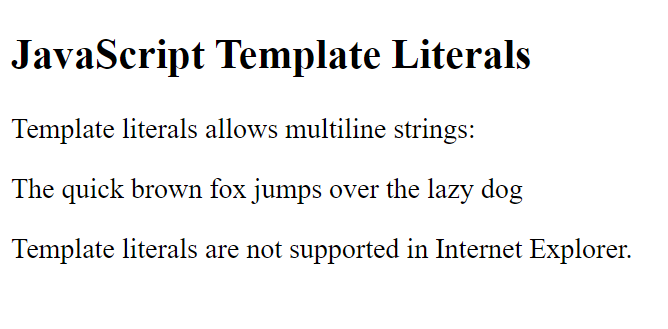 JavaScript Template Literals
Template literals allows multiline strings:
The quick brown fox jumps over the lazy dog
Template literals are not supported in Internet Explorer.